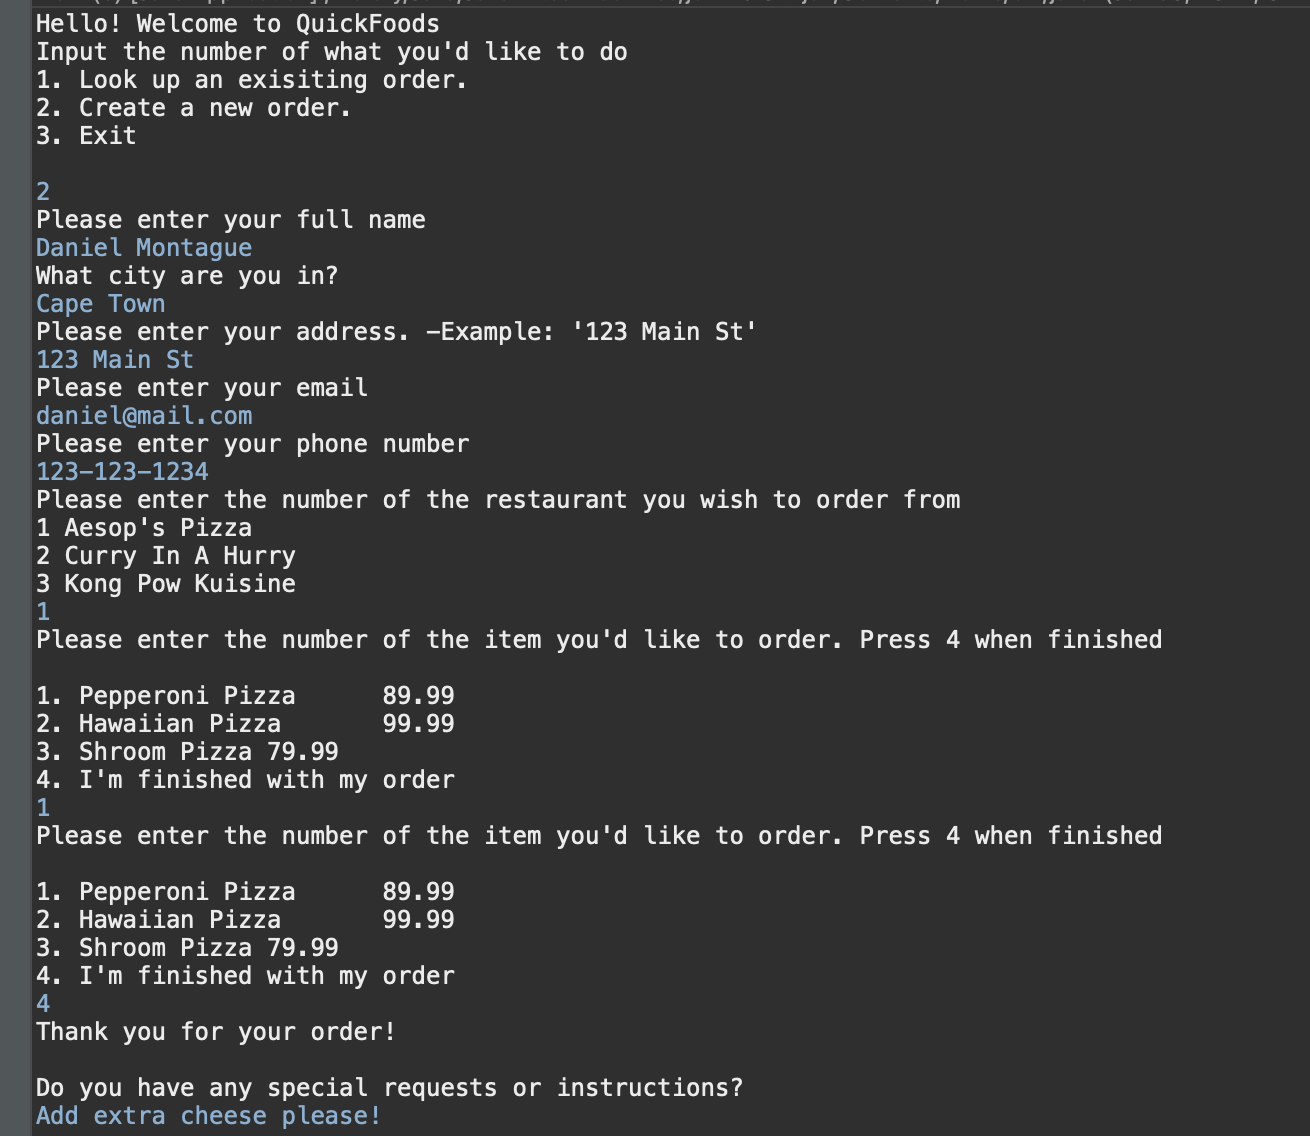 Hello! Welcome to QuickFoods
Input the number of what you'd like to do
1. Look up an exisiting order.
2. Create a new order.
3. Exit
2
Please enter your full name
Daniel Montague
What city are you in?
Cape Town
Please enter your address. -Example: '123 Main St'
123 Main St
Please enter your email
daniel@mail.com
Please enter your phone number
123-123-1234
Please enter the number of the restaurant you wish to order from
1 Aesop's Pizza
2 Curry In A Hurry
3 Kong Pow Kuisine
1
Please enter the number of the item you'd like to order. Press 4 when finished
1. Pepperoni Pizza 89.99
2. Hawaiian Pizza 99.99
3. Shroom Pizza 79.99
4. I'm finished with my order
1
Please enter the number of the item you'd like to order. Press 4 when finished
1. Pepperoni Pizza 89.99
2. Hawaiian Pizza 99.99
3. Shroom Pizza 79.99
4. I'm finished with my order
4
Thank you for your order!
Do you have any special requests or instructions?
Add extra cheese please!